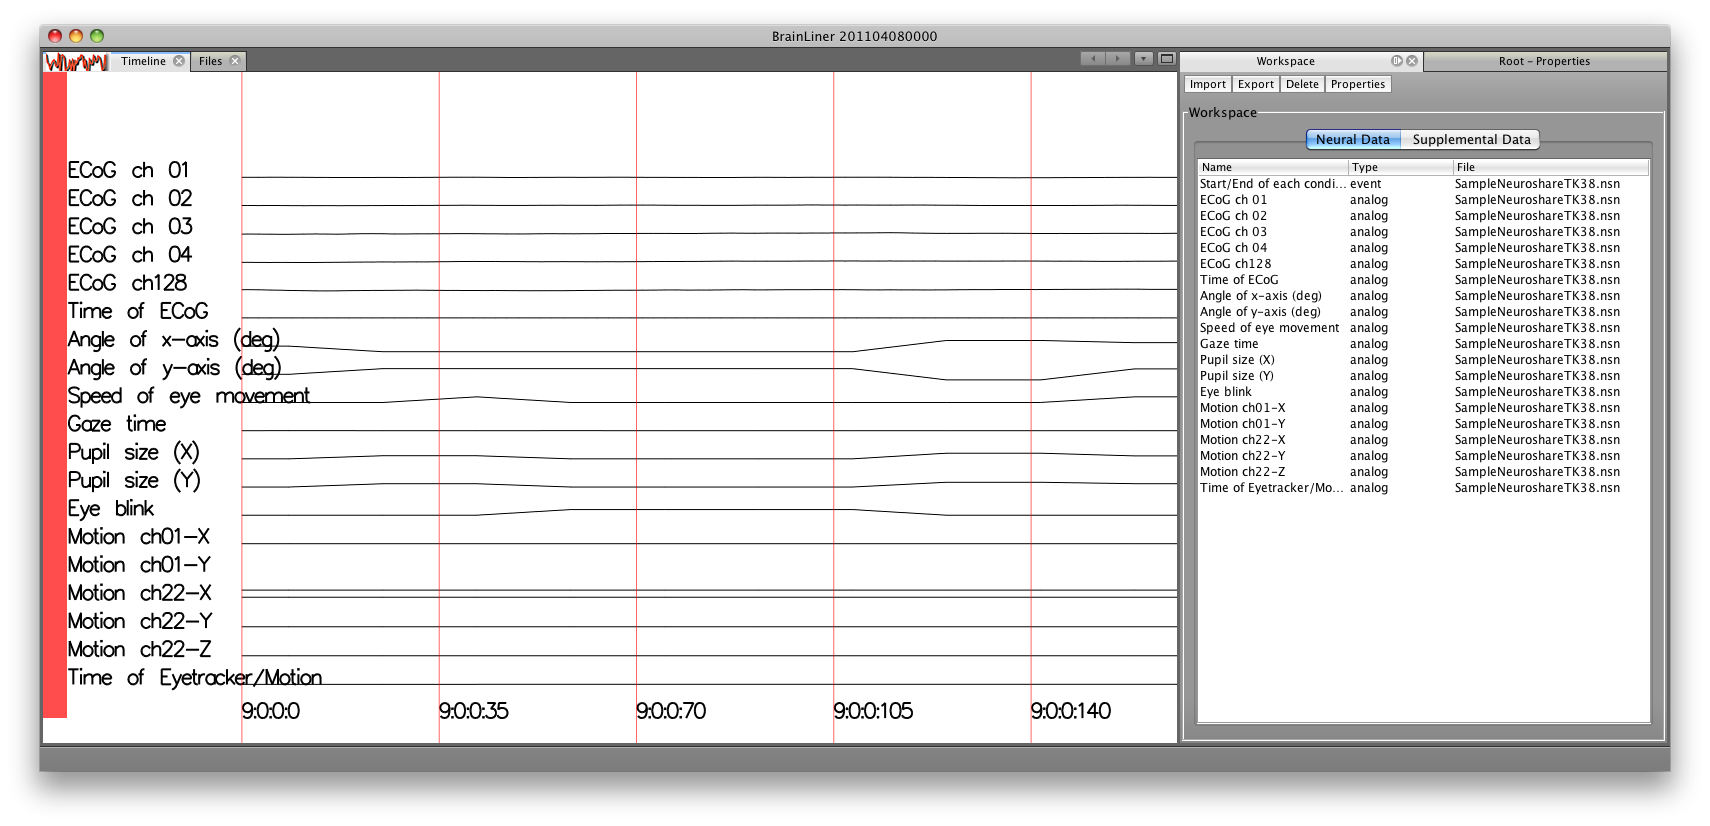 BrainLiner 201104080000
Timeline
Files
ECoG ch 01
ECoG ch 02
ECoG ch 03
ECoG ch 04
ECoG ch128
Time of ECoG
Angle of x-axis (deg)
Angle of y-axis (deg)
Speed of eye movement
Gaze time
Pupil size (X)
Pupil size (Y)
Eye blink
Motion ch01-X
Motion ch01-Y
Motion ch22-X
Motion ch22-Y
Motion ch22-Z
Time of Eyetracker/Motion
9:0:0:0 9:0:0:35 9:0:0:70 9:0:0:105 9:0:0:140
Workspace Root - Properties
Import Export Delete Properties
Workspace
Neural Data Supplemental Data
Name Type File
Start/End of each condi... event SampleNeuroshareTK38.nsn
ECoG ch 01 analog SampleNeuroshareTK38.nsn
ECoG ch 02 analog SampleNeuroshareTK38.nsn
ECoG ch 03 analog SampleNeuroshareTK38.nsn
ECoG ch 04 analog SampleNeuroshareTK38.nsn
ECoG ch128 analog SampleNeuroshareTK38.nsn
Time of ECoG analog SampleNeuroshareTK38.nsn
Angle of x-axis (deg) analog SampleNeuroshareTK38.nsn
Angle of y-axis (deg) analog SampleNeuroshareTK38.nsn
Speed of eye movement analog SampleNeuroshareTK38.nsn
Gaze time analog SampleNeuroshareTK38.nsn
Pupil size (X) analog SampleNeuroshareTK38.nsn
Pupil size (Y) analog SampleNeuroshareTK38.nsn
Eye blink analog SampleNeuroshareTK38.nsn
Motion ch01-X analog SampleNeuroshareTK38.nsn
Motion ch01-Y analog SampleNeuroshareTK38.nsn
Motion ch22-X analog SampleNeuroshareTK38.nsn
Motion ch22-Y analog SampleNeuroshareTK38.nsn
Motion ch22-Z analog SampleNeuroshareTK38.nsn
Time of Eyetracker/Mo... analog SampleNeuroshareTK38.nsn